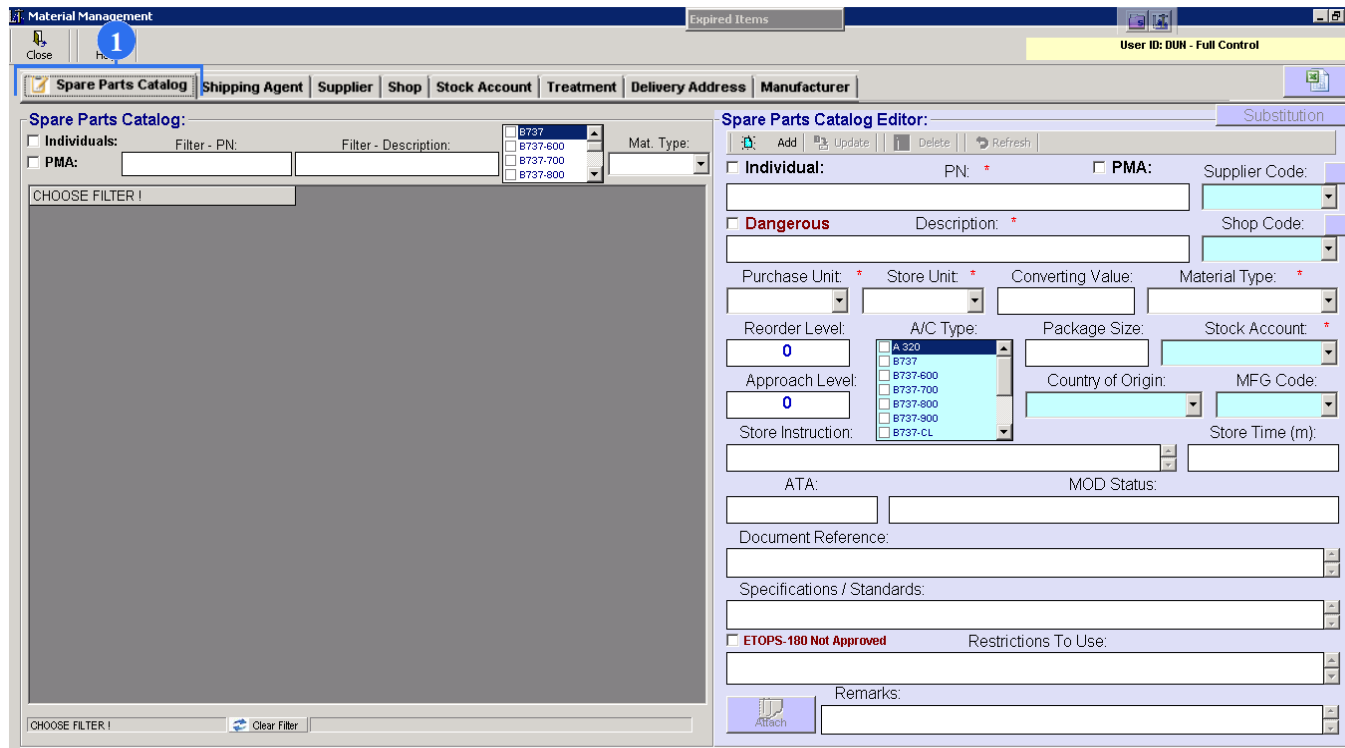 Material Management
Expired Items
Close
1
User ID: DUN - Full Control
Spare Parts Catalog
Shipping Agent
Supplier
Shop
Stock Account
Treatment
Delivery Address
Manufacturer
Spare Parts Catalog:
Individuals:
Filter - PN:
Filter - Description:
B737
B737-600
B737-700
B737-800
Mat. Type:
PMA:
CHOOSE FILTER !
CHOOSE FILTER !
Clear Filter
Spare Parts Catalog Editor:
Substitution
Add
Update
Delete
Refresh
Individual:
PN: *
PMA:
Supplier Code:
Dangerous
Description: *
Shop Code:
Purchase Unit: *
Store Unit: *
Converting Value:
Material Type: *
Reorder Level:
A/C Type:
Package Size:
Stock Account: *
0
A 320
B737
B737-600
B737-700
B737-800
B737-900
B737-CL
Approach Level:
Country of Origin:
MFG Code:
0
Store Instruction:
Store Time (m):
ATA:
MOD Status:
Document Reference:
Specifications / Standards:
ETOPS-180 Not Approved
Restrictions To Use:
Attach
Remarks: